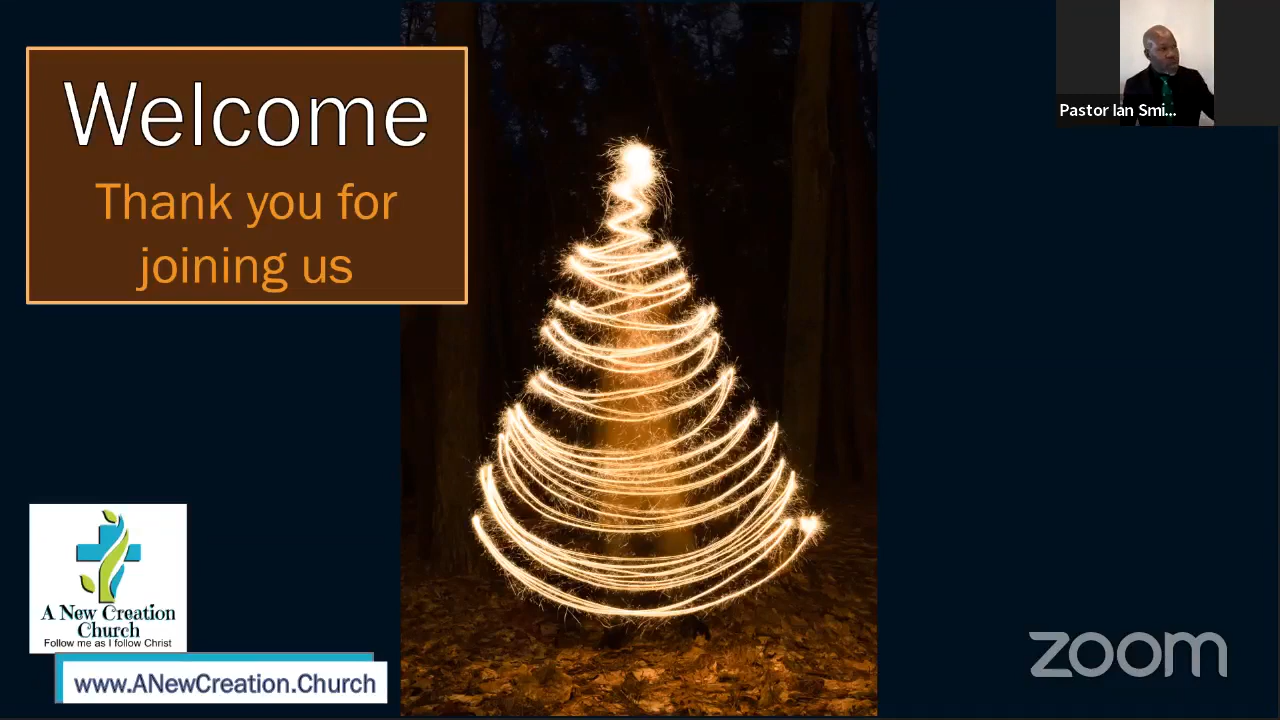 Welcome
Thank you for
joining us
Pastor Ian Smi...
A New Creation
Church
Follow me as I follow Christ
www.ANewCreation.Church
zoom